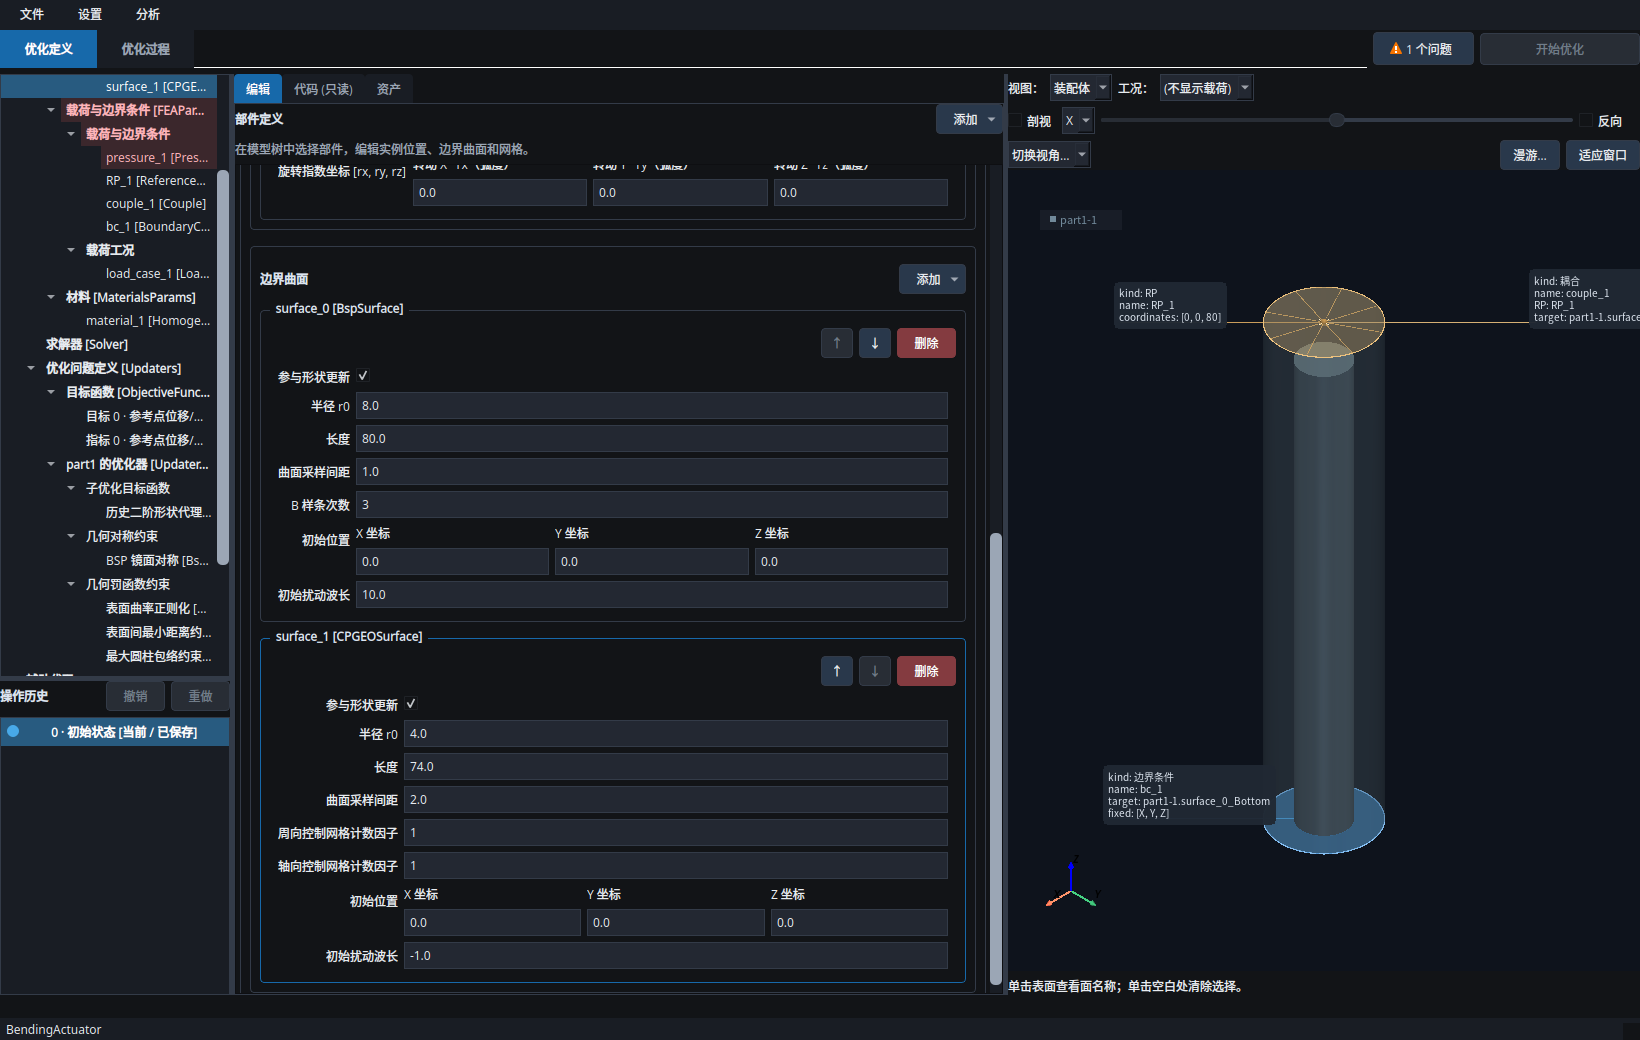 文件 设置 分析
优化定义 优化过程 1 个问题 开始优化
surface_1 [CPGE...
载荷与边界条件 [FEAPar...
载荷与边界条件
pressure_1 [Pres...
RP_1 [Reference...
couple_1 [Couple]
bc_1 [BoundaryC...
载荷工况
load_case_1 [Loa...
材料 [MaterialsParams]
material_1 [Homoge...
求解器 [Solver]
优化问题定义 [Updaters]
目标函数 [ObjectiveFunc...
目标 0 · 参考点位移/...
指标 0 · 参考点位移/...
part1 的优化器 [Updater...
子优化目标函数
历史二阶形状代理...
几何对称约束
BSP 镜面对称 [Bs...
几何罚函数约束
表面曲率正则化 [...
表面间最小距离约...
最大圆柱包络约束...
操作历史 撤销 重做
0 · 初始状态 [当前 / 已保存]
编辑 代码 (只读) 资产
部件定义 添加
在模型树中选择部件，编辑实例位置、边界曲面和网格。
旋转指数坐标 [rx, ry, rz]
0.0 0.0 0.0
边界曲面 添加
surface_0 [BspSurface]
↑ ↓ 删除
参与形状更新 ✓
半径 r0 8.0
长度 80.0
曲面采样间距 1.0
B 样条次数 3
初始位置 X 坐标 Y 坐标 Z 坐标
0.0 0.0 0.0
初始扰动波长 10.0
surface_1 [CPGEOSurface]
↑ ↓ 删除
参与形状更新 ✓
半径 r0 4.0
长度 74.0
曲面采样间距 2.0
周向控制网格计数因子 1
轴向控制网格计数因子 1
初始位置 X 坐标 Y 坐标 Z 坐标
0.0 0.0 0.0
初始扰动波长 -1.0
视图： 装配体 工况： (不显示载荷)
剖视 X 反向
切换视角... 漫游... 适应窗口
part1-1
kind: RP
name: RP_1
coordinates: [0, 0, 80]
kind: 耦合
name: couple_1
RP: RP_1
target: part1-1.surface
kind: 边界条件
name: bc_1
target: part1-1.surface_0_Bottom
fixed: [X, Y, Z]
Z
单击表面查看面名称；单击空白处清除选择。
BendingActuator